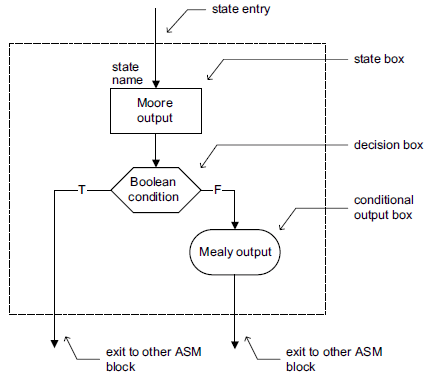 state entry
state
name
state box
Moore
output
decision box
Boolean
condition
T
F
conditional
output box
Mealy output
exit to other ASM
block
exit to other ASM
block